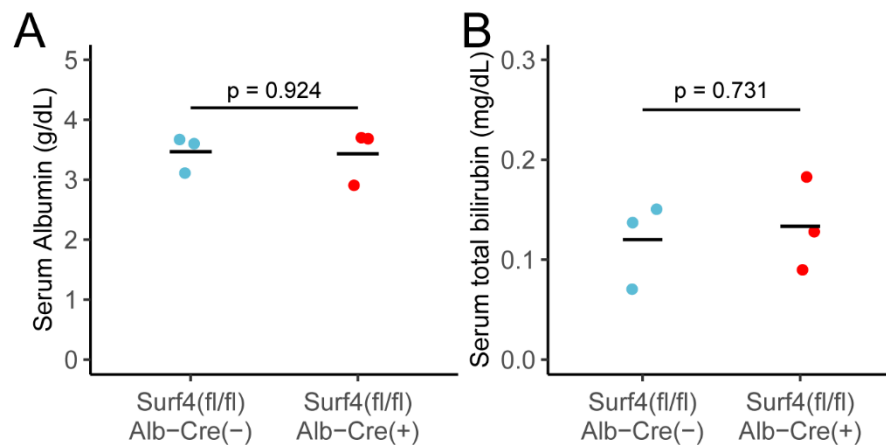 A
Serum Albumin (g/dL)
5
4
3
2
1
0
p = 0.924
Surf4(fl/fl)
Alb−Cre(−)
Surf4(fl/fl)
Alb−Cre(+)
B
Serum total bilirubin (mg/dL)
0.3
0.2
0.1
0.0
p = 0.731
Surf4(fl/fl)
Alb−Cre(−)
Surf4(fl/fl)
Alb−Cre(+)